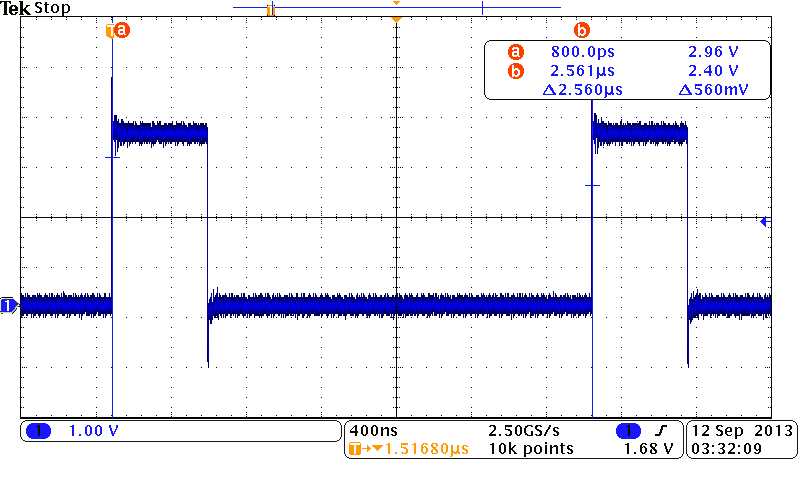 Tek Stop
T a b
a 800.0ps 2.96 V
b 2.561µs 2.40 V
Δ2.560µs Δ560mV
1
1 1.00 V
400ns 2.50GS/s 1
T→▼1.51680µs 10k points 1.68 V
12 Sep 2013
03:32:09